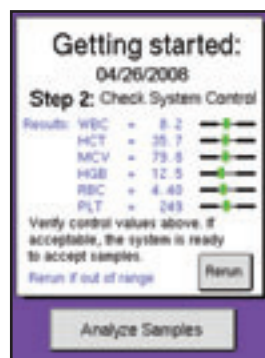 Getting started:
04/26/2008
Step 2: Check System Control
Results: WBC = 8.2
HCT = 35.7
MCV = 79.8
HGB = 12.5
RBC = 4.40
PLT = 249
Verify control values above. If
acceptable, the system is ready
to accept samples.
Rerun if out of range
Rerun
Analyze Samples